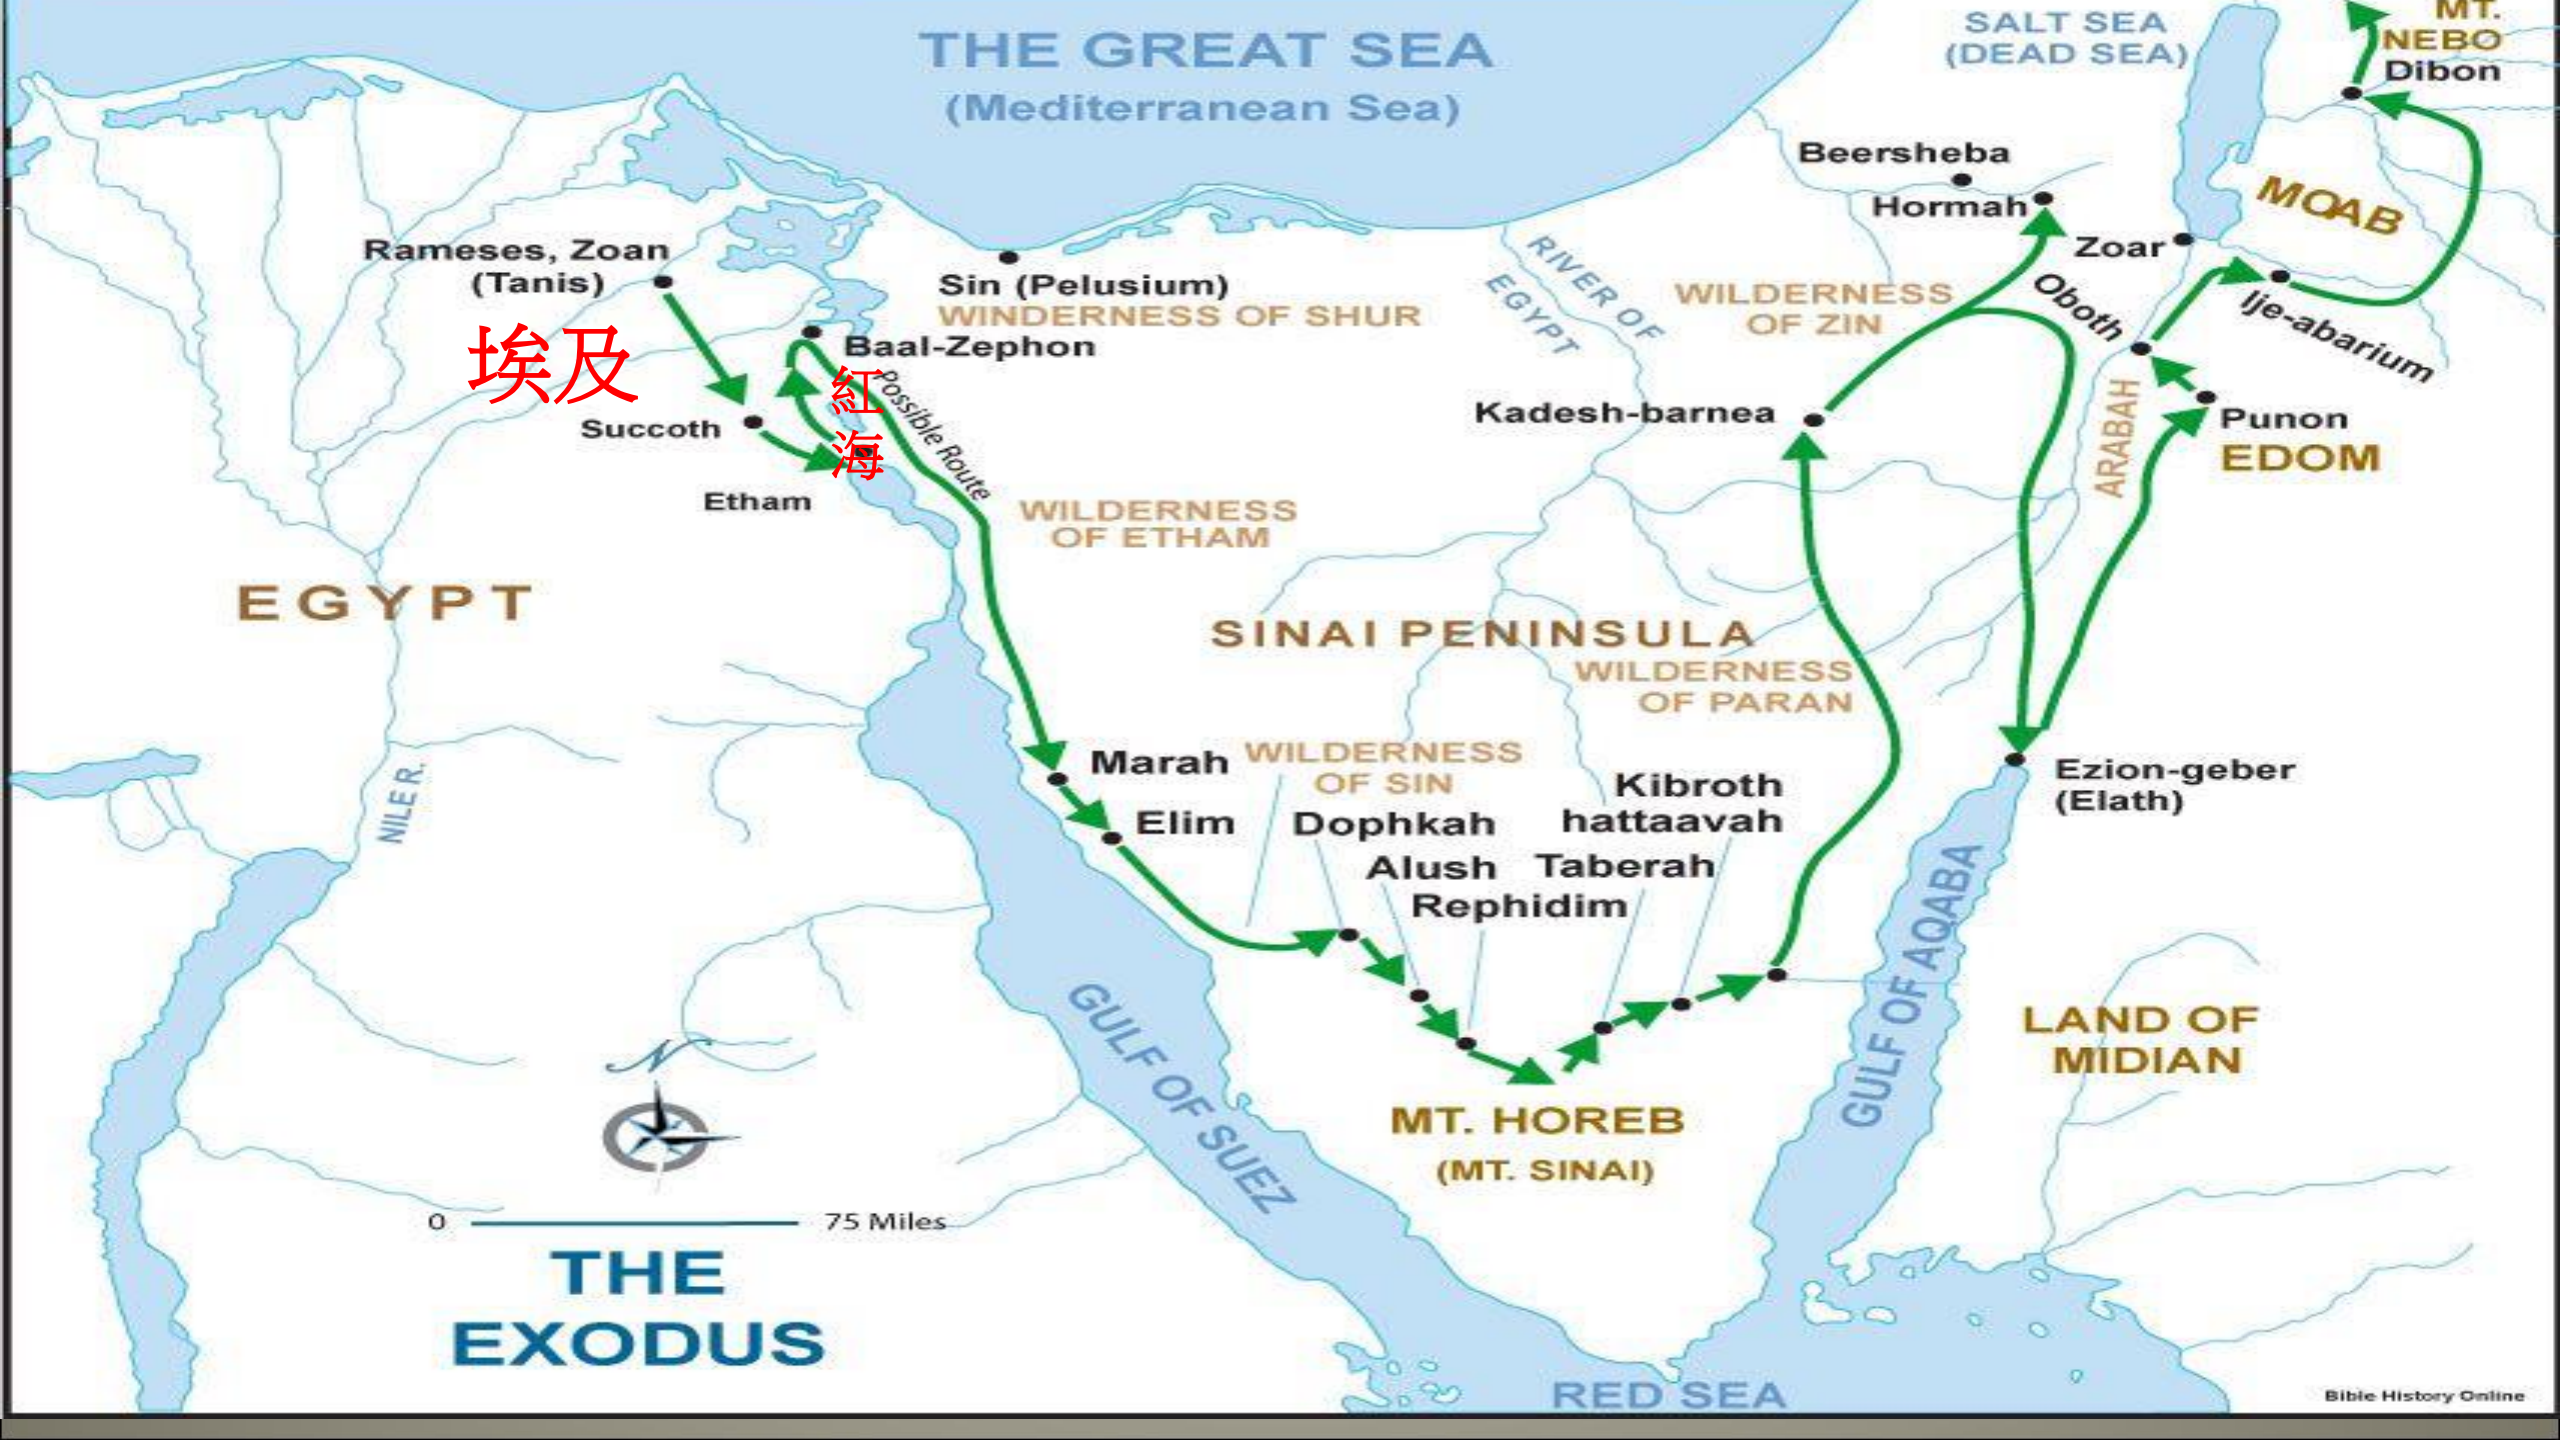 THE GREAT SEA
(Mediterranean Sea)
SALT SEA
(DEAD SEA)
MT.
NEBO
Dibon
Beersheba
Hormah
MOAB
Zoar
Rameses, Zoan
(Tanis)
Sin (Pelusium)
WINDERNESS OF SHUR
RIVER OF
EGYPT
WILDERNESS
OF ZIN
Oboth
Ije-abarium
埃及
Baal-Zephon
紅
海
Possible Route
Kadesh-barnea
ARABAH
Punon
EDOM
Succoth
Etham
WILDERNESS
OF ETHAM
EGYPT
SINAI PENINSULA
WILDERNESS
OF PARAN
Marah
WILDERNESS
OF SIN
Kibroth
hattaavah
Ezion-geber
(Elath)
NILE R.
Elim
Dophkah
Alush
Taberah
Rephidim
GULF OF AQABA
GULF OF SUEZ
LAND OF
MIDIAN
N
MT. HOREB
(MT. SINAI)
0
75 Miles
THE
EXODUS
RED SEA
Bible History Online